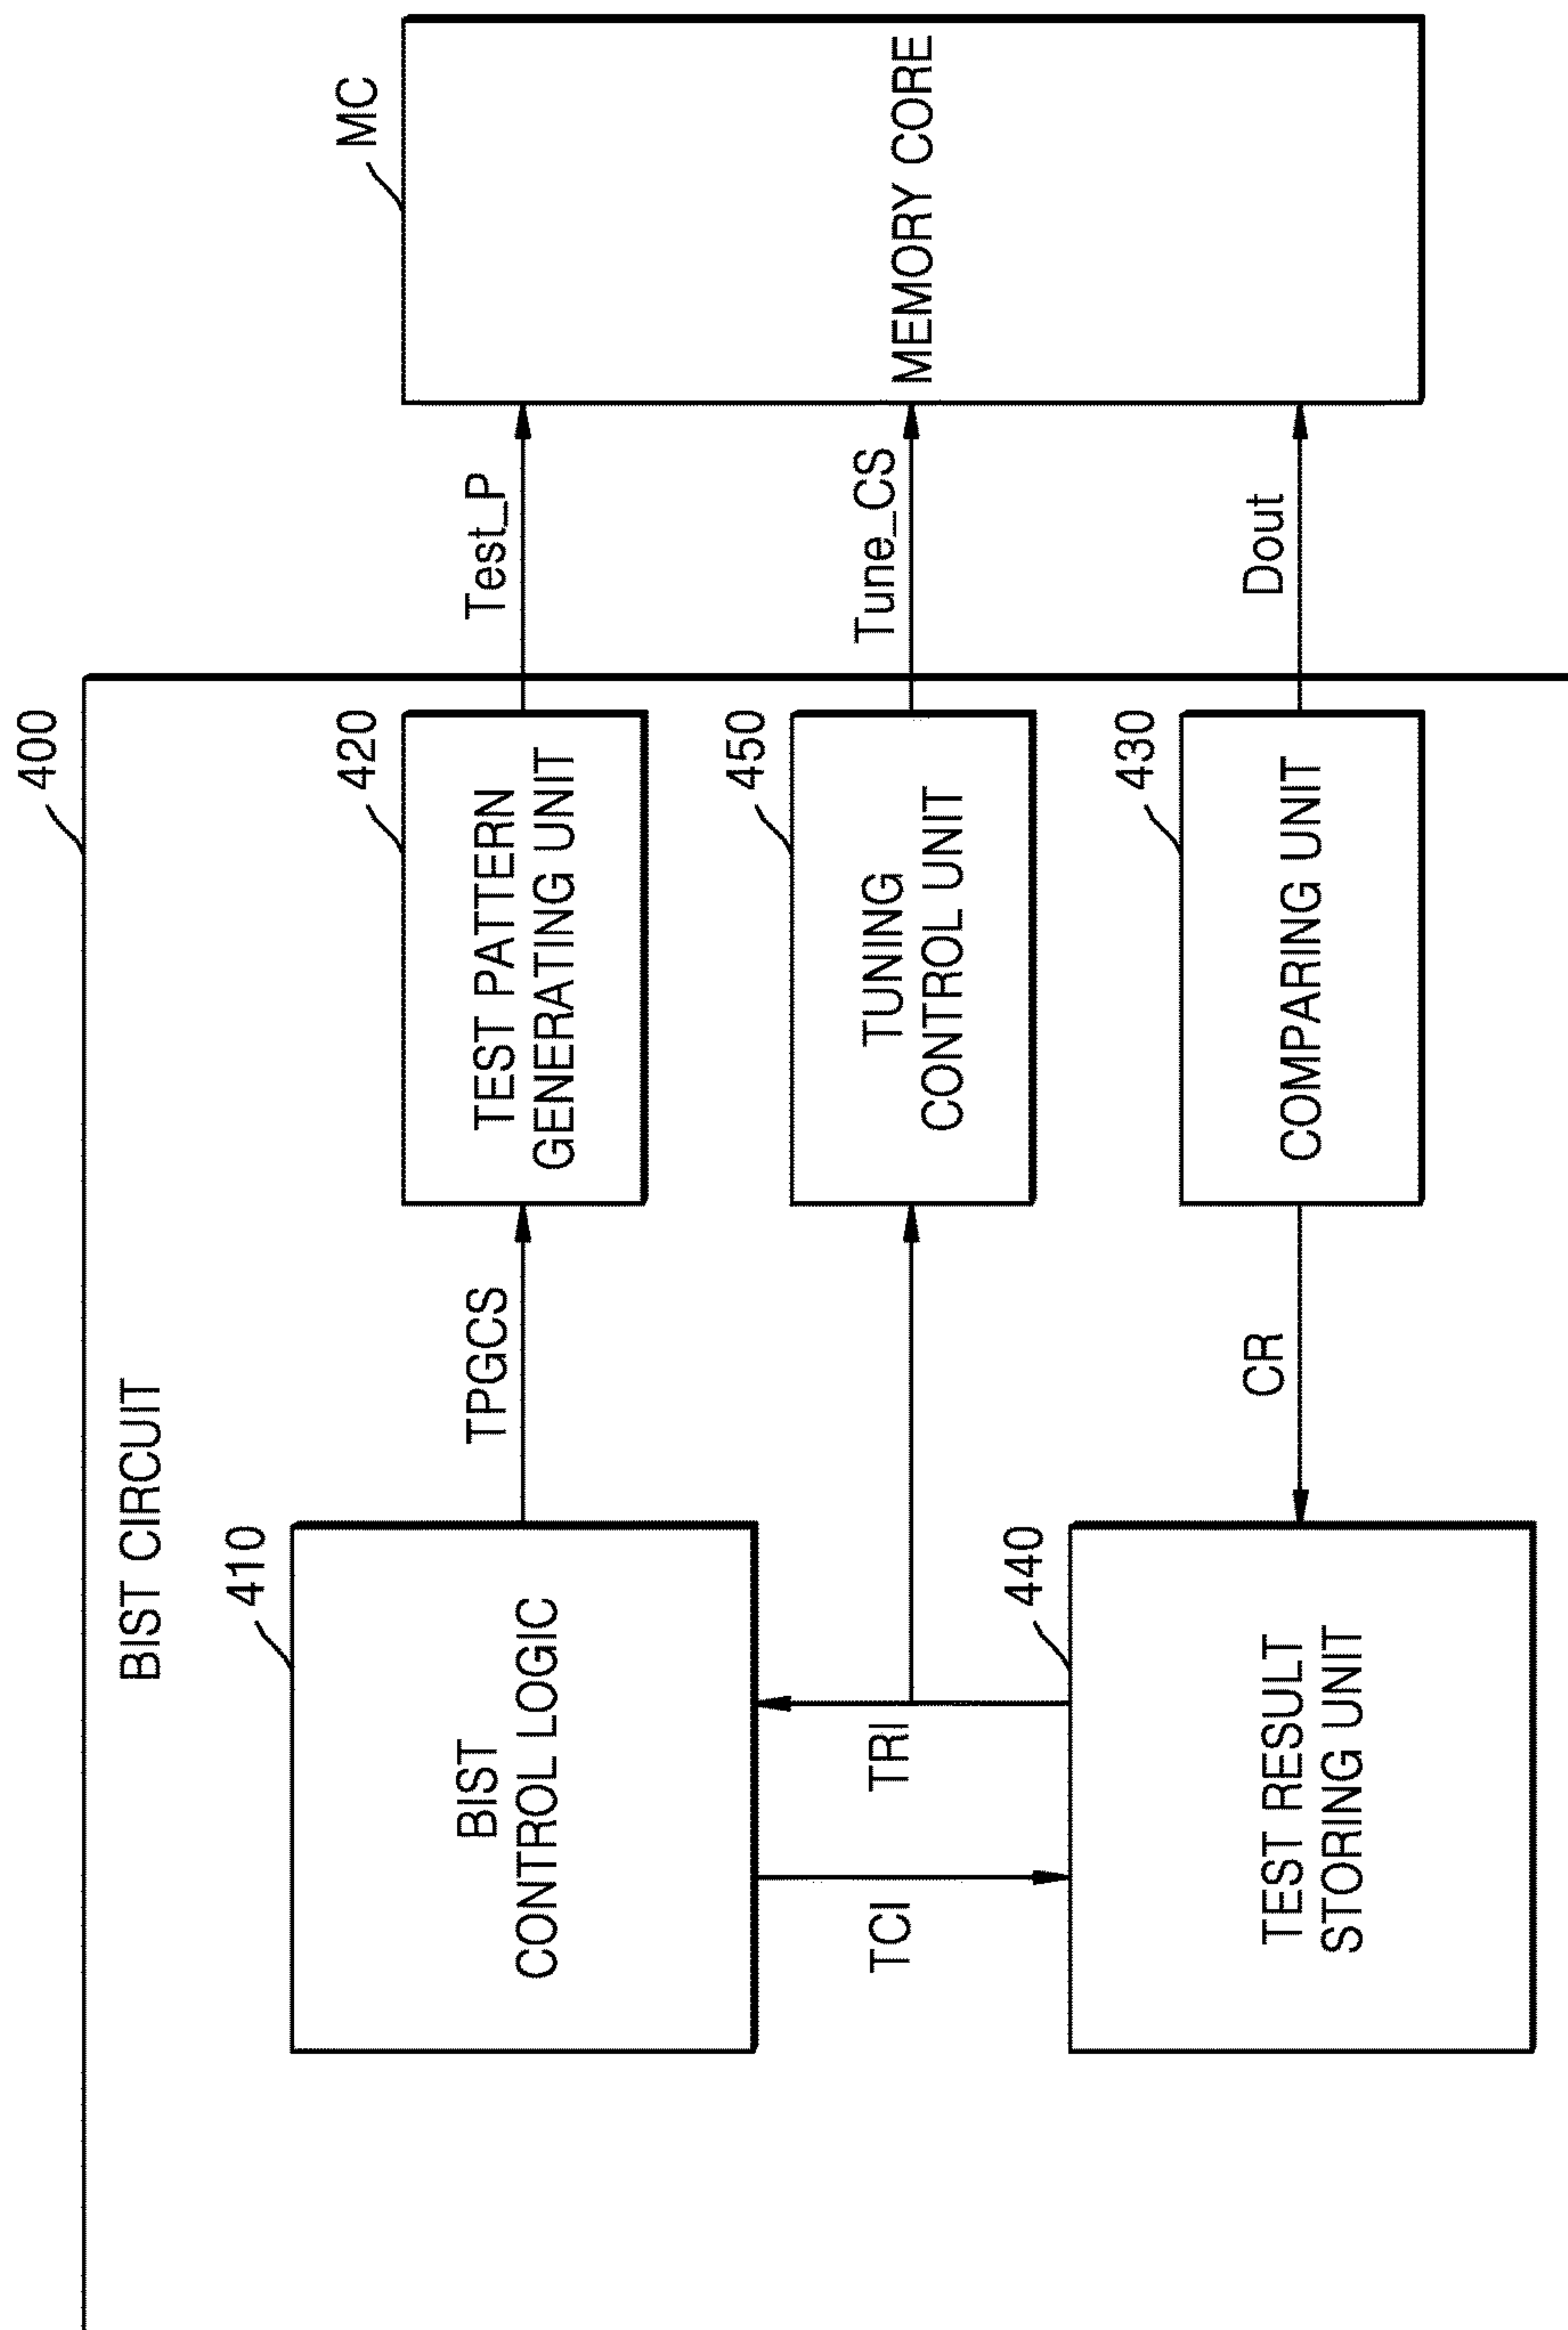 400
BIST CIRCUIT
410
BIST
CONTROL LOGIC
TPGCS
420
TEST PATTERN
GENERATING UNIT
Test_P
MC
MEMORY CORE
TCI
TRI
450
TUNING
CONTROL UNIT
Tune_CS
440
TEST RESULT
STORING UNIT
CR
430
COMPARING UNIT
Dout